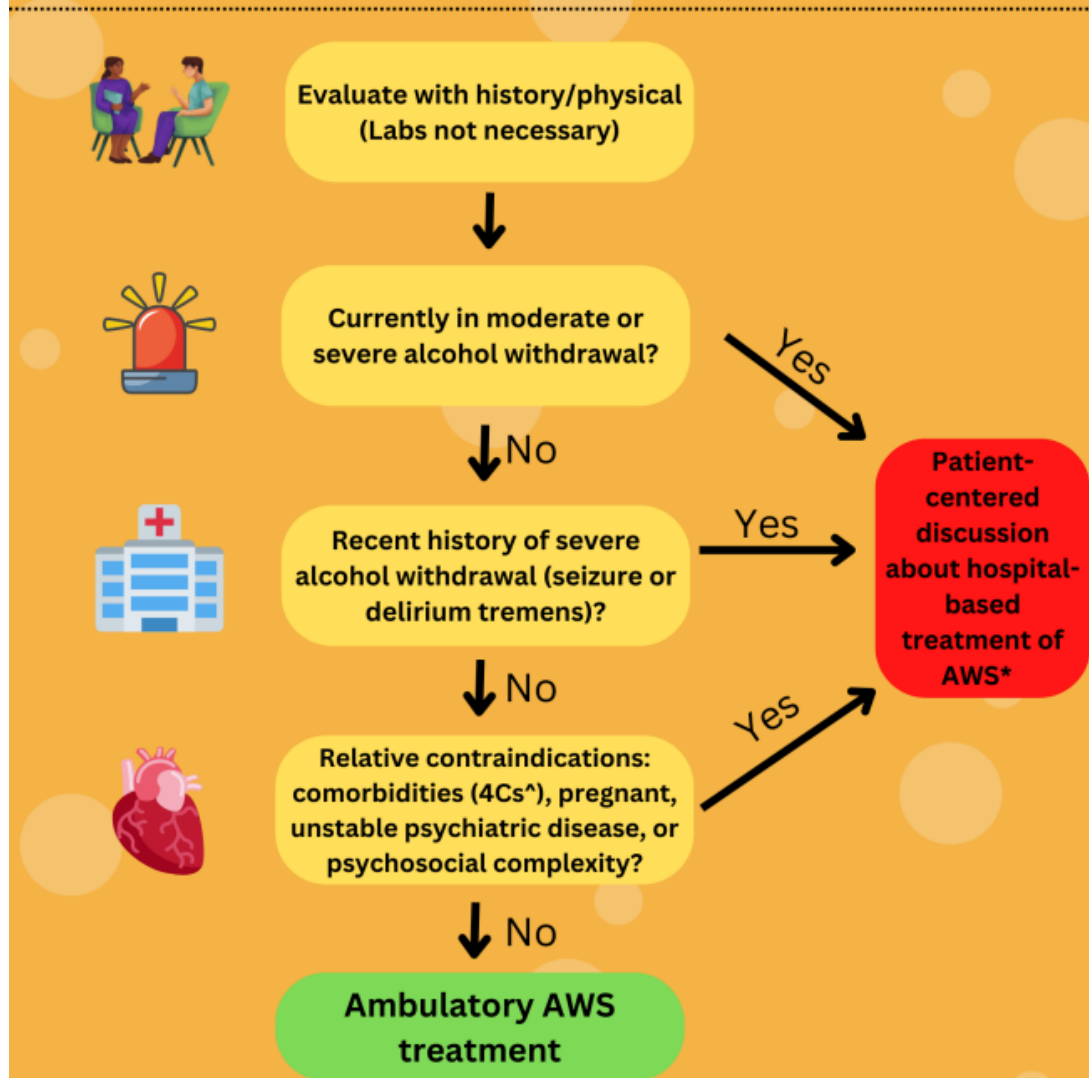 Evaluate with history/physical
(Labs not necessary)
Currently in moderate or
severe alcohol withdrawal?
Yes
No
Patient-
centered
discussion
about hospital-
based
treatment of
AWS*
Recent history of severe
alcohol withdrawal (seizure or
delirium tremens)?
Yes
No
Relative contraindications:
comorbidities (4Cs^), pregnant,
unstable psychiatric disease, or
psychosocial complexity?
Yes
No
Ambulatory AWS
treatment